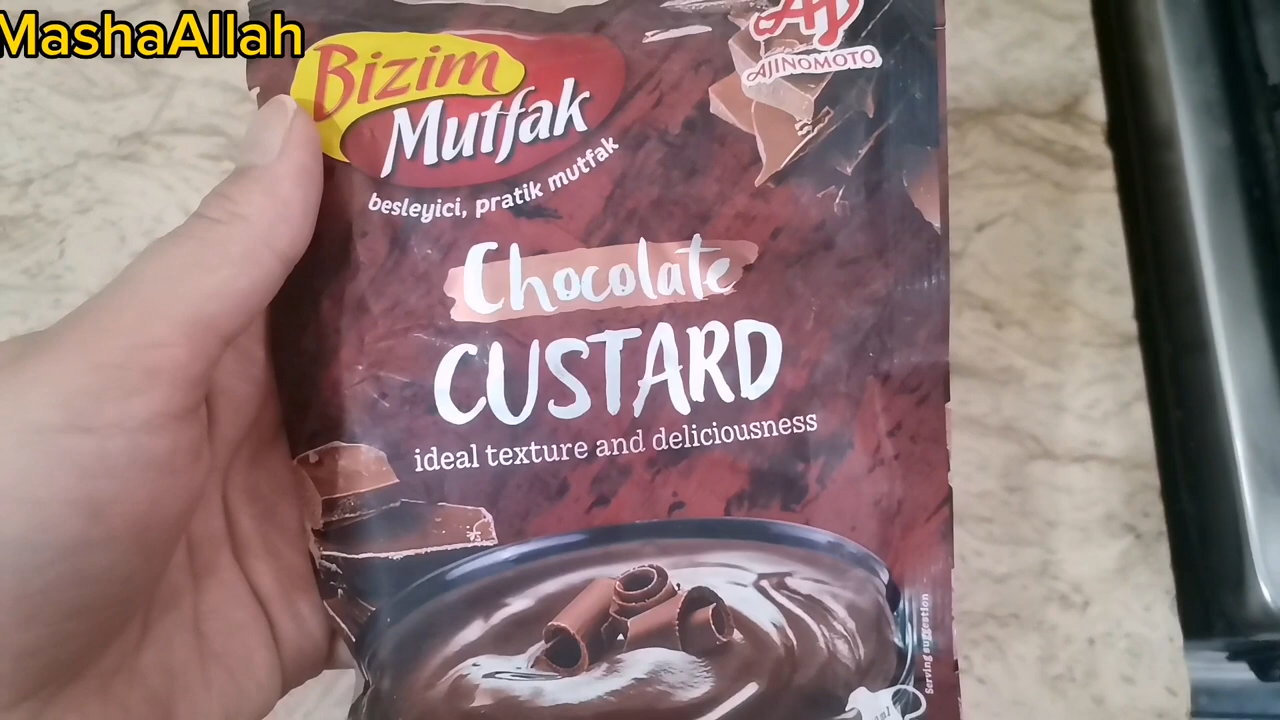 MashaAllah
Bizim
Mutfak
besleyici, pratik mutfak
AJINOMOTO
Chocolate
CUSTARD
ideal texture and deliciousness
Serving suggestion